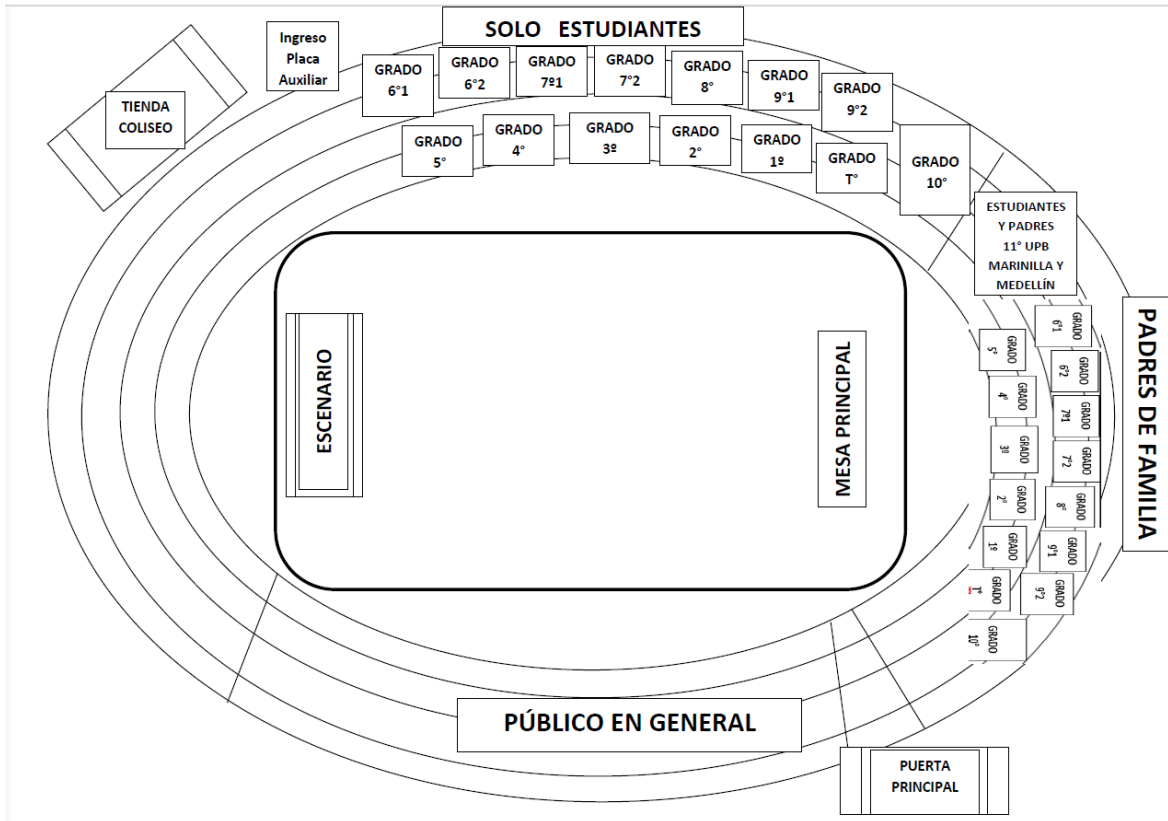 SOLO ESTUDIANTES
Ingreso
Placa
Auxiliar
TIENDA
COLISEO
GRADO
6°1
GRADO
6°2
GRADO
7º1
GRADO
7°2
GRADO
8°
GRADO
9°1
GRADO
9°2
GRADO
5°
GRADO
4°
GRADO
3º
GRADO
2°
GRADO
1º
GRADO
T°
GRADO
10°
ESTUDIANTES
Y PADRES
11° UPB
MARINILLA Y
MEDELLÍN
ESCENARIO
MESA PRINCIPAL
PADRES DE FAMILIA
GRADO
6°1
GRADO
6°2
GRADO
7º1
GRADO
7°2
GRADO
8°
GRADO
9°1
GRADO
9°2
GRADO
5°
GRADO
4°
GRADO
3º
GRADO
2°
GRADO
1º
GRADO
T°
GRADO
10°
PÚBLICO EN GENERAL
PUERTA
PRINCIPAL